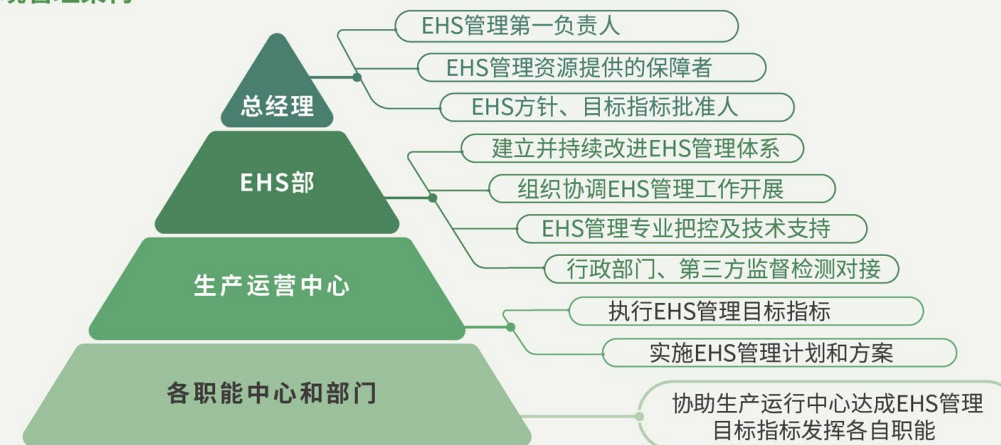 EHS管理第一负责人
EHS管理资源提供的保障者
EHS方针、目标指标批准人
总经理
建立并持续改进EHS管理体系
组织协调EHS管理工作开展
EHS管理专业把控及技术支持
行政部门、第三方监督检测对接
EHS部
执行EHS管理目标指标
实施EHS管理计划和方案
生产运营中心
协助生产运行中心达成EHS管理
目标指标发挥各自职能
各职能中心和部门